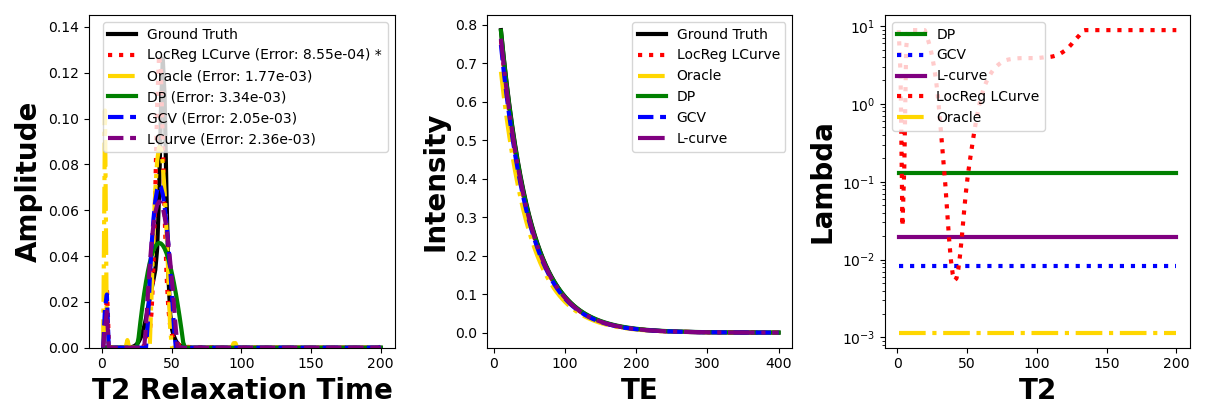 0.14
0.12
0.10
0.08
0.06
0.04
0.02
0.00
Amplitude
Ground Truth
LocReg LCurve (Error: 8.55e-04) *
Oracle (Error: 1.77e-03)
DP (Error: 3.34e-03)
GCV (Error: 2.05e-03)
LCurve (Error: 2.36e-03)
0 50 100 150 200
T2 Relaxation Time
0.8
0.7
0.6
0.5
0.4
0.3
0.2
0.1
0.0
Intensity
Ground Truth
LocReg LCurve
Oracle
DP
GCV
L-curve
0 100 200 300 400
TE
10¹
10⁰
10⁻¹
10⁻²
10⁻³
Lambda
DP
GCV
L-curve
LocReg LCurve
Oracle
0 50 100 150 200
T2